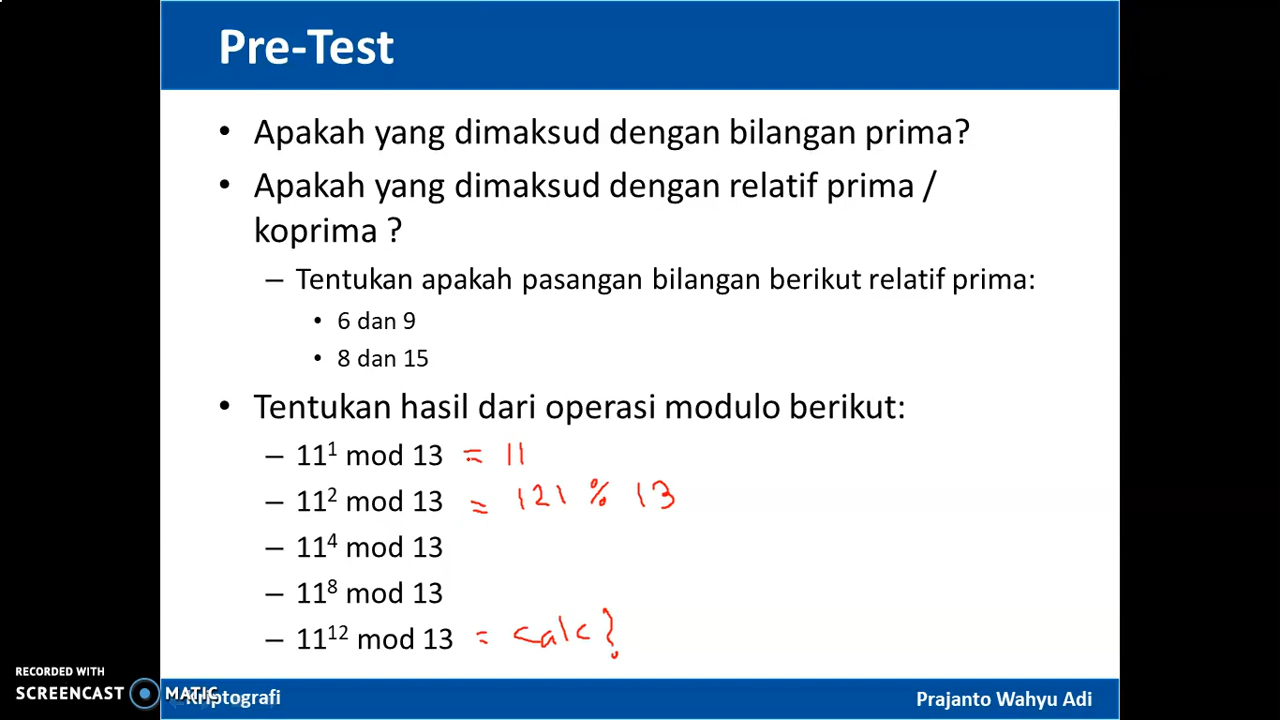 Pre-Test
• Apakah yang dimaksud dengan bilangan prima?
• Apakah yang dimaksud dengan relatif prima /
koprima ?
– Tentukan apakah pasangan bilangan berikut relatif prima:
• 6 dan 9
• 8 dan 15
• Tentukan hasil dari operasi modulo berikut:
– 11¹ mod 13 = 11
– 11² mod 13 = 121 % 13
– 11⁴ mod 13
– 11⁸ mod 13
– 11¹² mod 13 = calc?
RECORDED WITH
SCREENCAST MATIC
Kriptografi
Prajanto Wahyu Adi